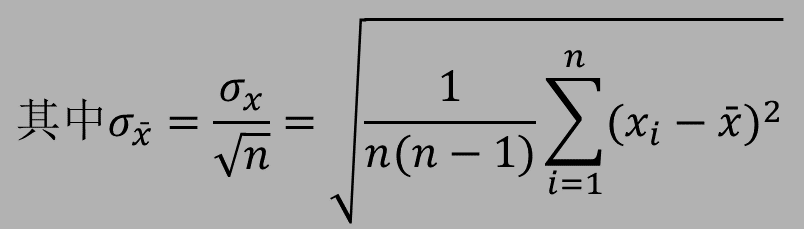 其中σ_x̄ = σ_x/√n = √(1/(n(n − 1)) ∑_{i=1}^{n} (x_i − x̄)²)